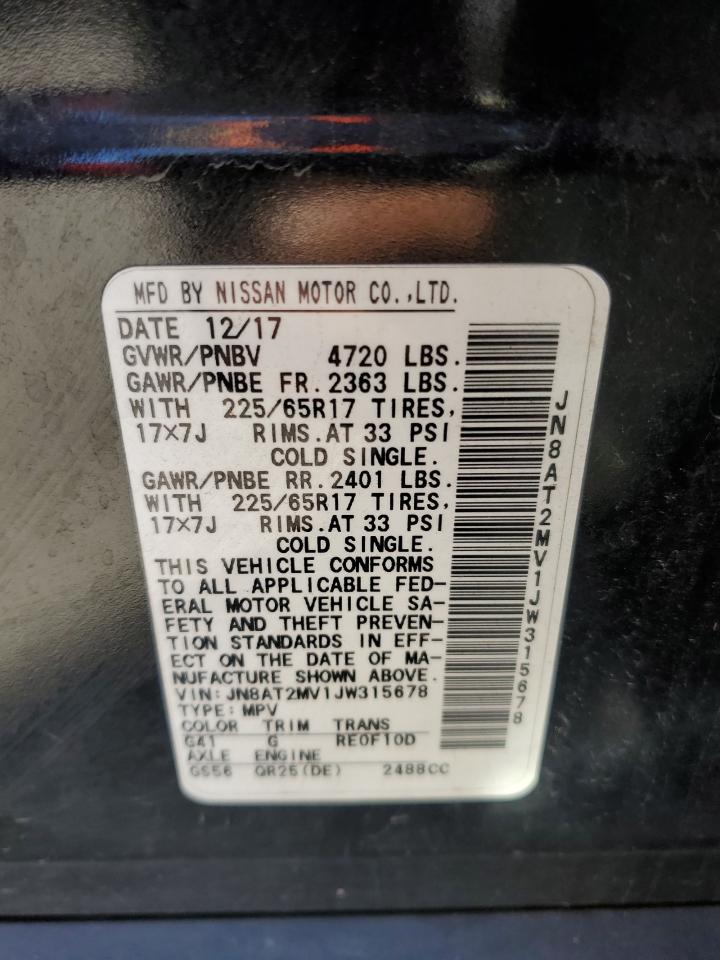 MFD BY NISSAN MOTOR CO.,LTD.
DATE 12/17
GVWR/PNBV 4720 LBS.
GAWR/PNBE FR. 2363 LBS.
WITH 225/65R17 TIRES,
17×7J RIMS.AT 33 PSI
COLD SINGLE.
GAWR/PNBE RR. 2401 LBS.
WITH 225/65R17 TIRES,
17×7J RIMS.AT 33 PSI
COLD SINGLE.
THIS VEHICLE CONFORMS
TO ALL APPLICABLE FED-
ERAL MOTOR VEHICLE SA-
FETY AND THEFT PREVEN-
TION STANDARDS IN EFF-
ECT ON THE DATE OF MA-
NUFACTURE SHOWN ABOVE.
VIN: JN8AT2MV1JW315678
TYPE: MPV
COLOR TRIM TRANS
G41 G RE0F10D
AXLE ENGINE
GS56 QR25(DE) 2488CC
JN8AT2MV1JW315678